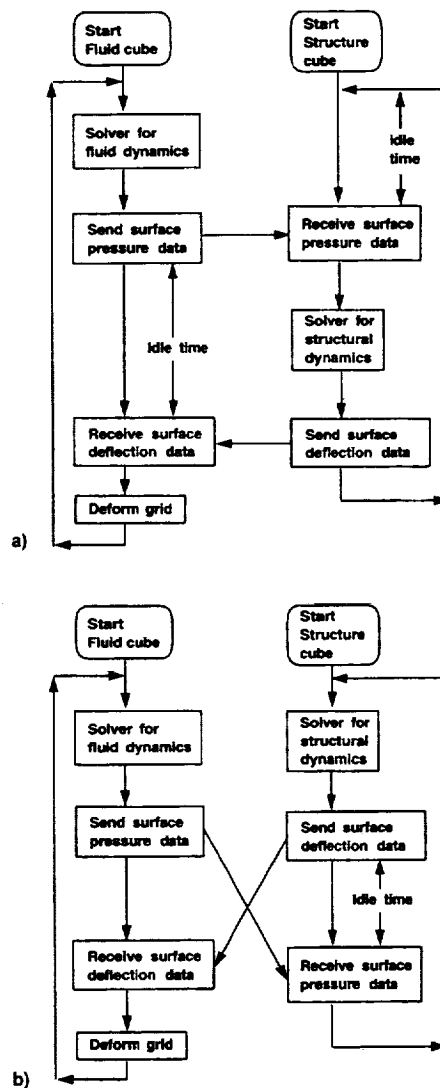 Start
Fluid cube
Solver for
fluid dynamics
Send surface
pressure data
Idle time
Receive surface
deflection data
Deform grid
Start
Structure
cube
Idle
time
Receive surface
pressure data
Solver for
structural
dynamics
Send surface
deflection data
a)
Start
Fluid cube
Solver for
fluid dynamics
Send surface
pressure data
Receive surface
deflection data
Deform grid
Start
Structure
cube
Solver for
structural
dynamics
Send surface
deflection data
Idle time
Receive surface
pressure data
b)